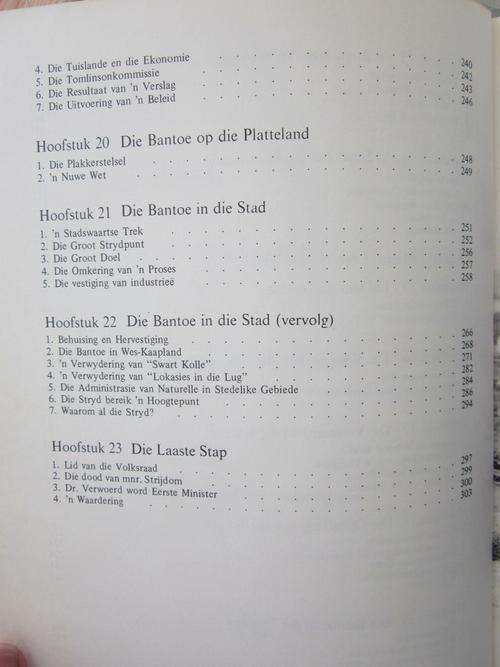 4. Die Tuislande en die Ekonomie 240
5. Die Tomlinsonkommissie 242
6. Die Resultaat van 'n Verslag 243
7. Die Uitvoering van 'n Beleid 246
Hoofstuk 20 Die Bantoe op die Platteland
1. Die Plakkerstelsel 248
2. 'n Nuwe Wet 249
Hoofstuk 21 Die Bantoe in die Stad
1. 'n Stadswaartse Trek 251
2. Die Groot Strydpunt 252
3. Die Groot Doel 256
4. Die Omkering van 'n Proses 257
5. Die vestiging van industrieë 258
Hoofstuk 22 Die Bantoe in die Stad (vervolg)
1. Behuising en Hervestiging 266
2. Die Bantoe in Wes-Kaapland 268
3. 'n Verwydering van "Swart Kolle" 271
4. 'n Verwydering van "Lokasies in die Lug" 282
5. Die Administrasie van Naturelle in Stedelike Gebiede 284
6. Die Stryd bereik 'n Hoogtepunt 286
7. Waarom al die Stryd? 294
Hoofstuk 23 Die Laaste Stap
1. Lid van die Volksraad 297
2. Die dood van mnr. Strijdom 299
3. Dr. Verwoerd word Eerste Minister 300
4. 'n Waardering 303